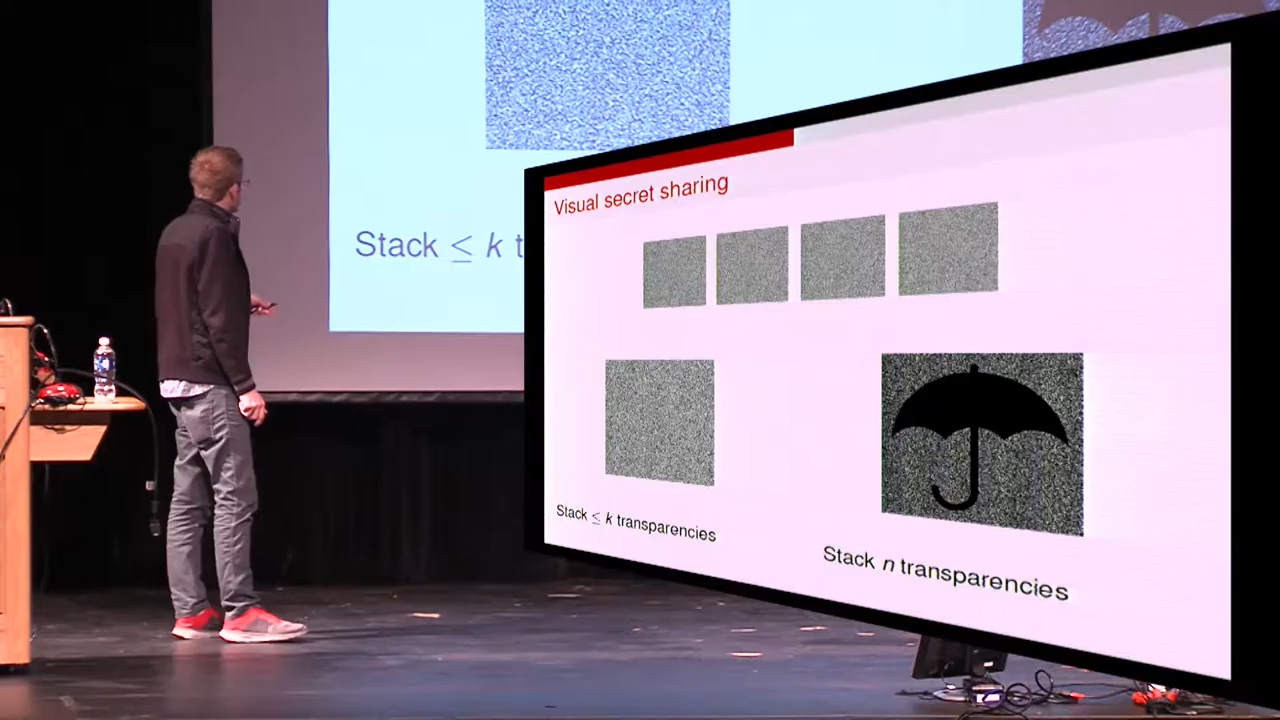 Stack ≤ k t
Visual secret sharing
Stack ≤ k transparencies
Stack n transparencies